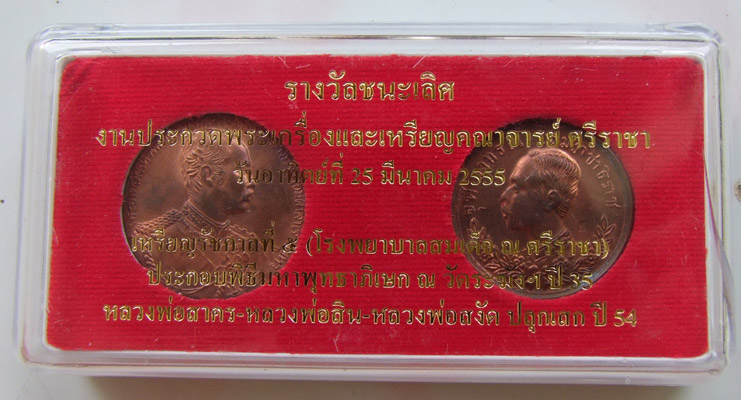 รางวัลชนะเลิศ
งานประกวดพระเครื่องและเหรียญคณาจารย์ ศรีราชา
วันอาทิตย์ที่ 25 มีนาคม 2555
เหรียญรัชกาลที่ ๕ (โรงพยาบาลสมเด็จ ณ ศรีราชา)
ประกอบพิธีมหาพุทธาภิเษก ณ วัดระฆังฯ ปี 35
หลวงพ่อสาคร-หลวงพ่อสิน-หลวงพ่อสงัด ปลุกเสก ปี 54